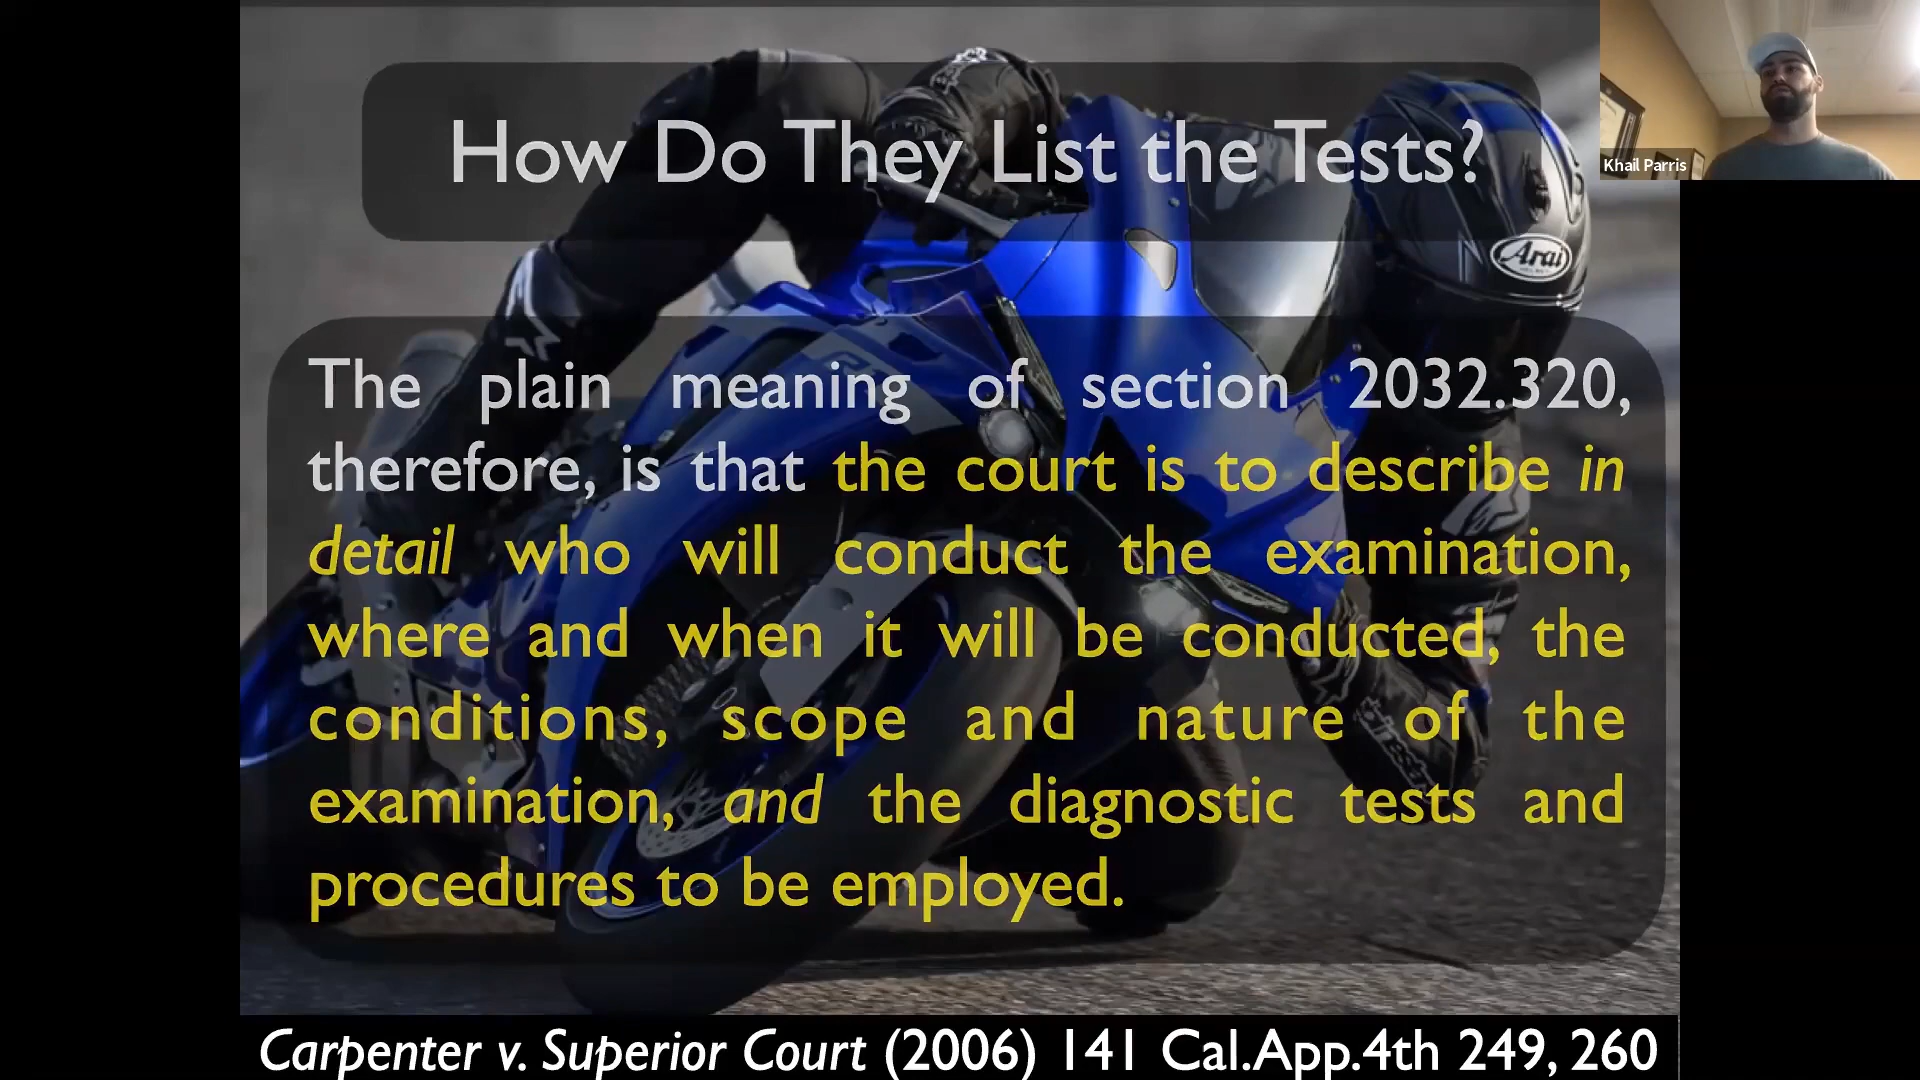 How Do They List the Tests?
Khail Parris
Arai
The plain meaning of section 2032.320,
therefore, is that the court is to describe in
detail who will conduct the examination,
where and when it will be conducted, the
conditions, scope and nature of the
examination, and the diagnostic tests and
procedures to be employed.
Carpenter v. Superior Court (2006) 141 Cal.App.4th 249, 260